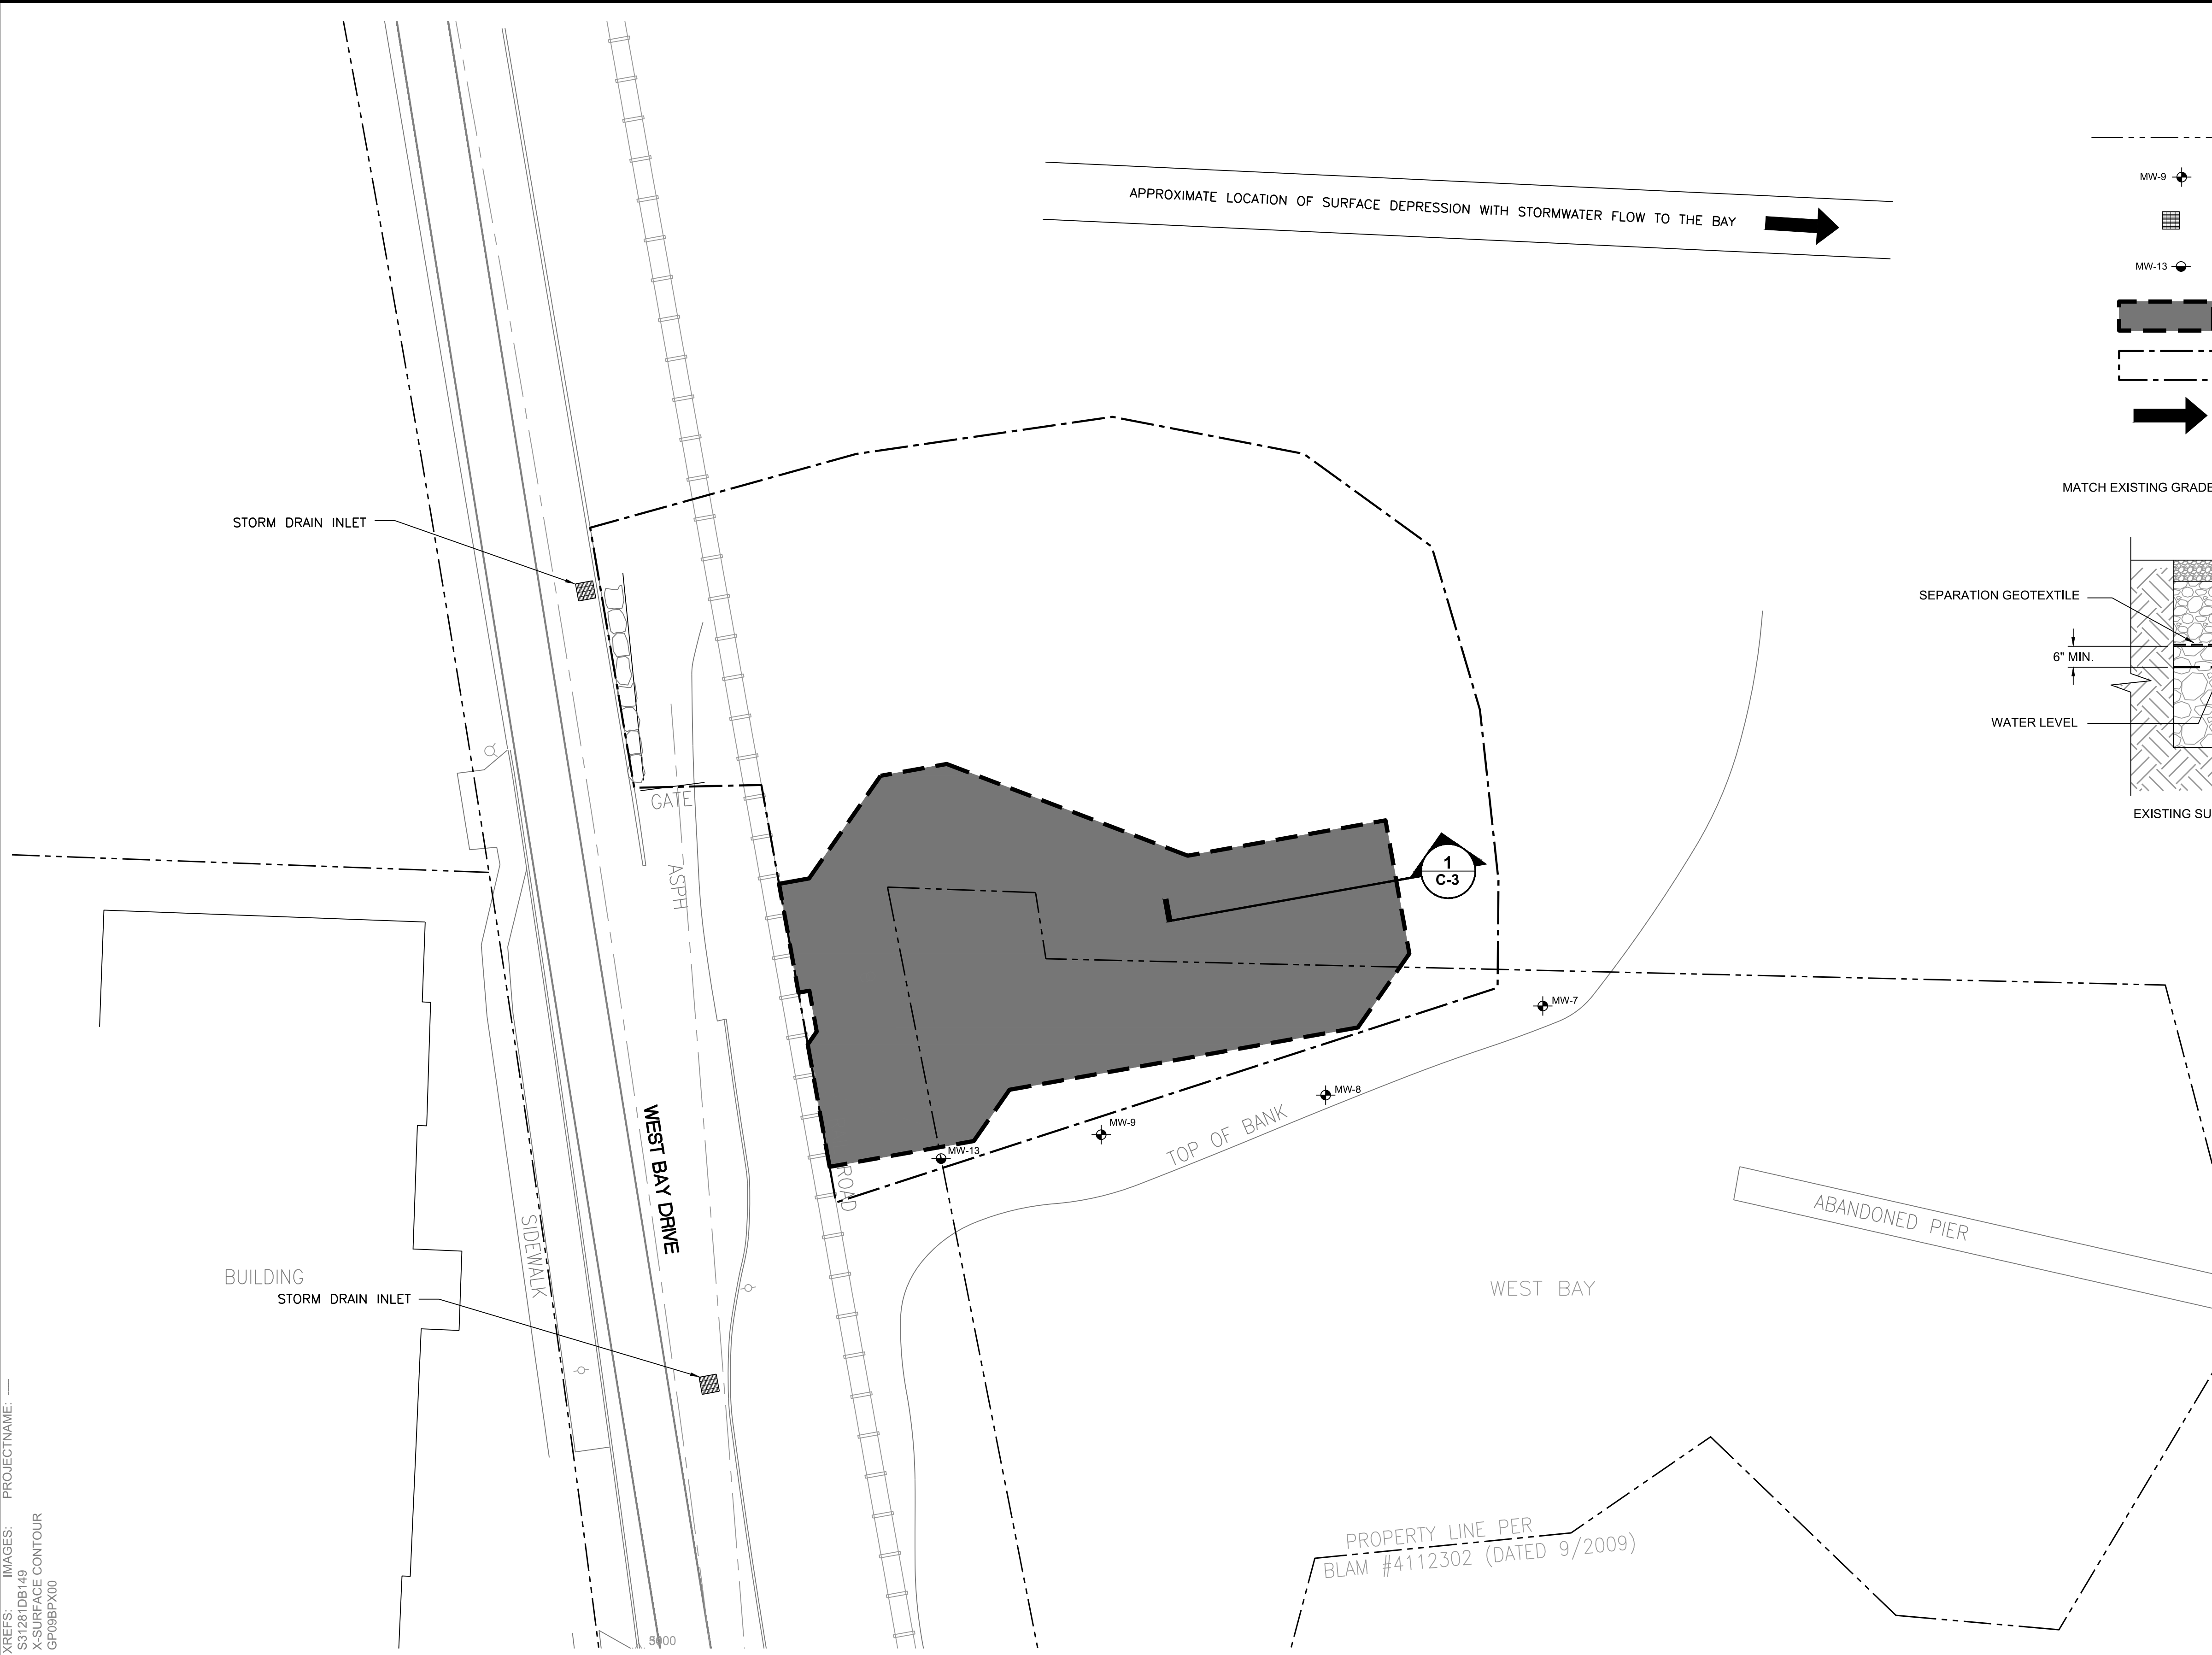 APPROXIMATE LOCATION OF SURFACE DEPRESSION WITH STORMWATER FLOW TO THE BAY
MW-9
MW-13
MATCH EXISTING GRADE
STORM DRAIN INLET
SEPARATION GEOTEXTILE
6" MIN.
WATER LEVEL
EXISTING SU
GATE
ASPH
1
C-3
MW-7
MW-8
MW-9
MW-13
TOP OF BANK
ROAD
WEST BAY DRIVE
SIDEWALK
ABANDONED PIER
BUILDING
STORM DRAIN INLET
WEST BAY
PROPERTY LINE PER
BLAM #4112302 (DATED 9/2009)
XREFS: IMAGES: PROJECTNAME: ----
S31281DB149
X-SURFACE CONTOUR
GP09BPX00